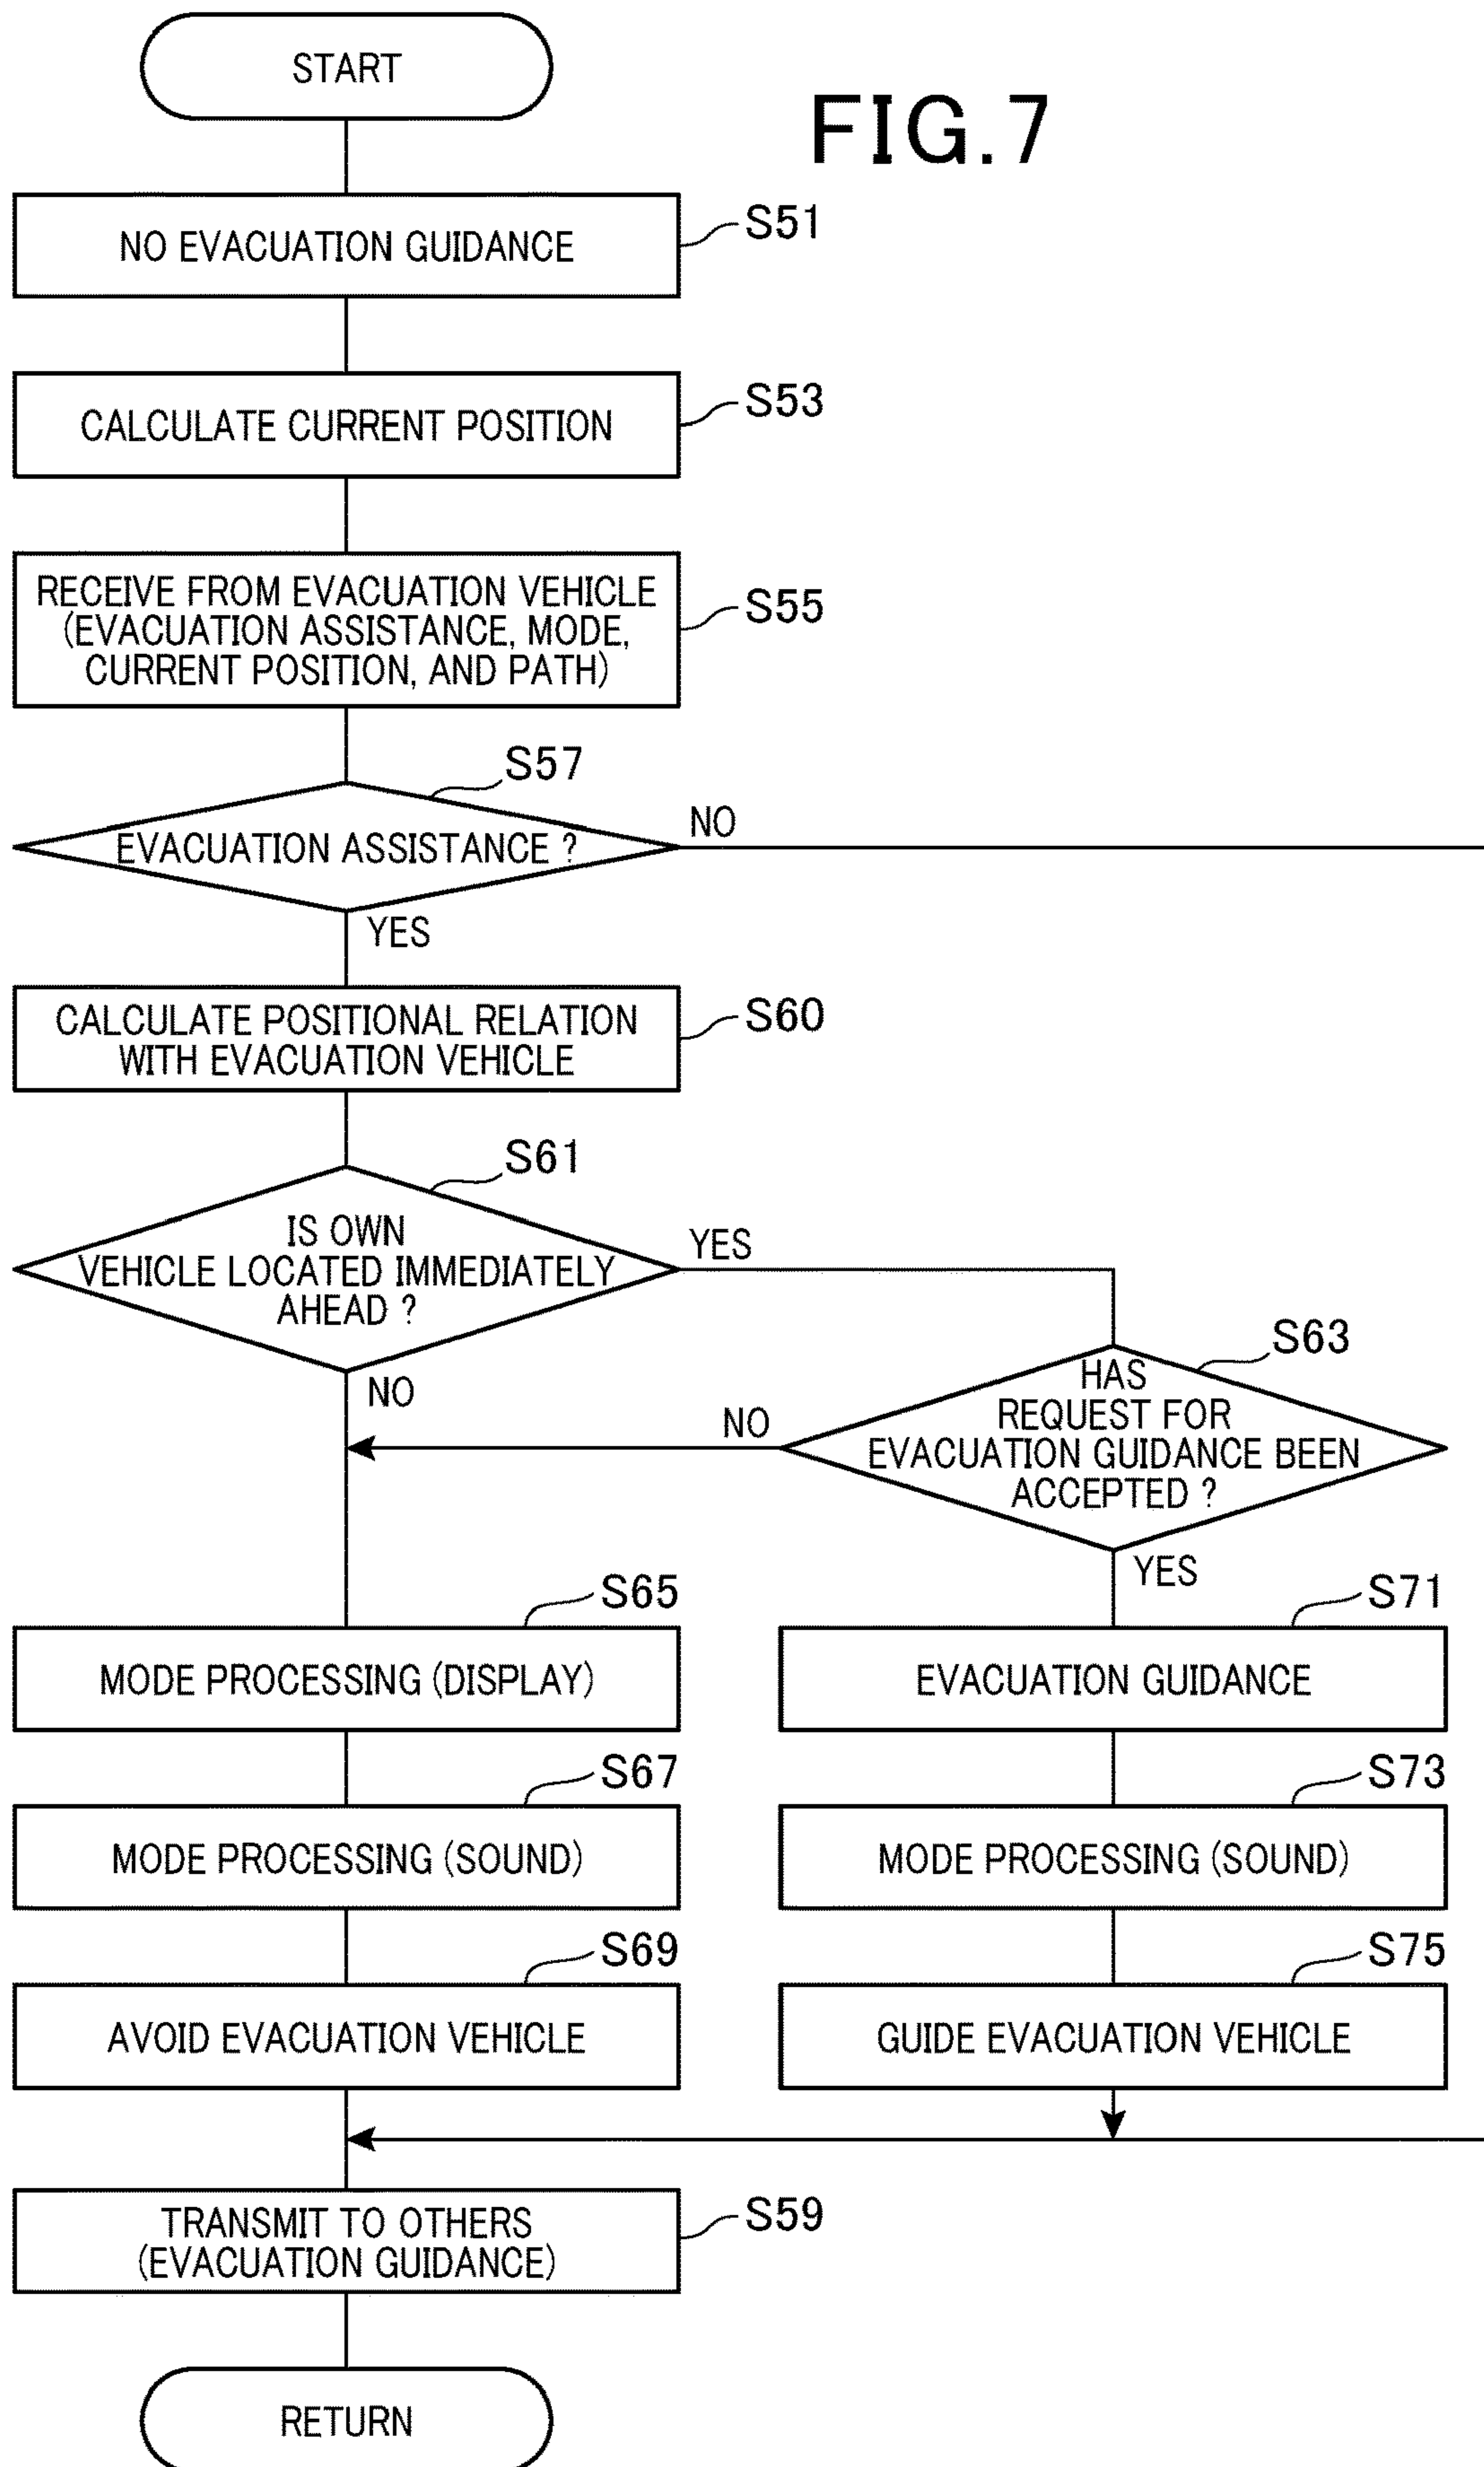 START
FIG.7
NO EVACUATION GUIDANCE
S51
CALCULATE CURRENT POSITION
S53
RECEIVE FROM EVACUATION VEHICLE
(EVACUATION ASSISTANCE, MODE,
CURRENT POSITION, AND PATH)
S55
S57
EVACUATION ASSISTANCE ?
NO
YES
CALCULATE POSITIONAL RELATION
WITH EVACUATION VEHICLE
S60
S61
IS OWN
VEHICLE LOCATED IMMEDIATELY
AHEAD ?
YES
NO
S63
HAS
REQUEST FOR
EVACUATION GUIDANCE BEEN
ACCEPTED ?
NO
YES
S65
MODE PROCESSING (DISPLAY)
S71
EVACUATION GUIDANCE
S67
MODE PROCESSING (SOUND)
S73
MODE PROCESSING (SOUND)
S69
AVOID EVACUATION VEHICLE
S75
GUIDE EVACUATION VEHICLE
TRANSMIT TO OTHERS
(EVACUATION GUIDANCE)
S59
RETURN